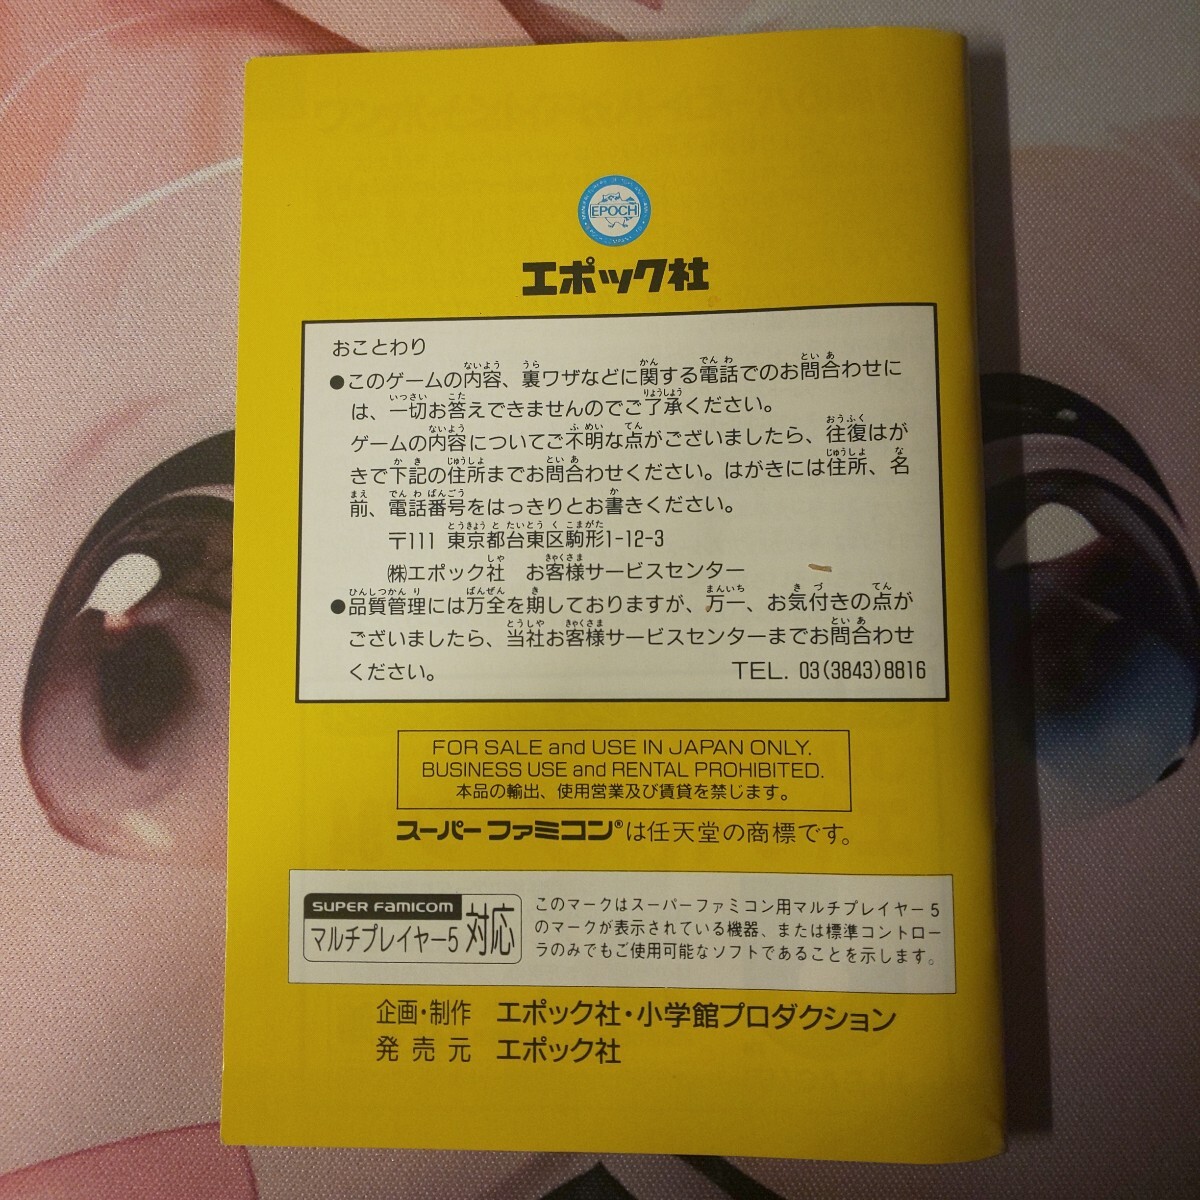 EPOCH
エポック社
おことわり
●このゲームの内容、裏ワザなどに関する電話でのお問合わせに
は、一切お答えできませんのでご了承ください。
ゲームの内容についてご不明な点がございましたら、往復はが
きで下記の住所までお問合わせください。はがきには住所、名
前、電話番号をはっきりとお書きください。
〒111 東京都台東区駒形1-12-3
㈱エポック社 お客様サービスセンター
●品質管理には万全を期しておりますが、万一、お気付きの点が
ございましたら、当社お客様サービスセンターまでお問合わせ
ください。 TEL. 03(3843)8816
FOR SALE and USE IN JAPAN ONLY.
BUSINESS USE and RENTAL PROHIBITED.
本品の輸出、使用営業及び賃貸を禁じます。
スーパーファミコン®は任天堂の商標です。
SUPER FAMICOM
マルチプレイヤー5 対応
このマークはスーパーファミコン用マルチプレイヤー5
のマークが表示されている機器、または標準コントロー
ラのみでもご使用可能なソフトであることを示します。
企画・制作 エポック社・小学館プロダクション
発売元 エポック社